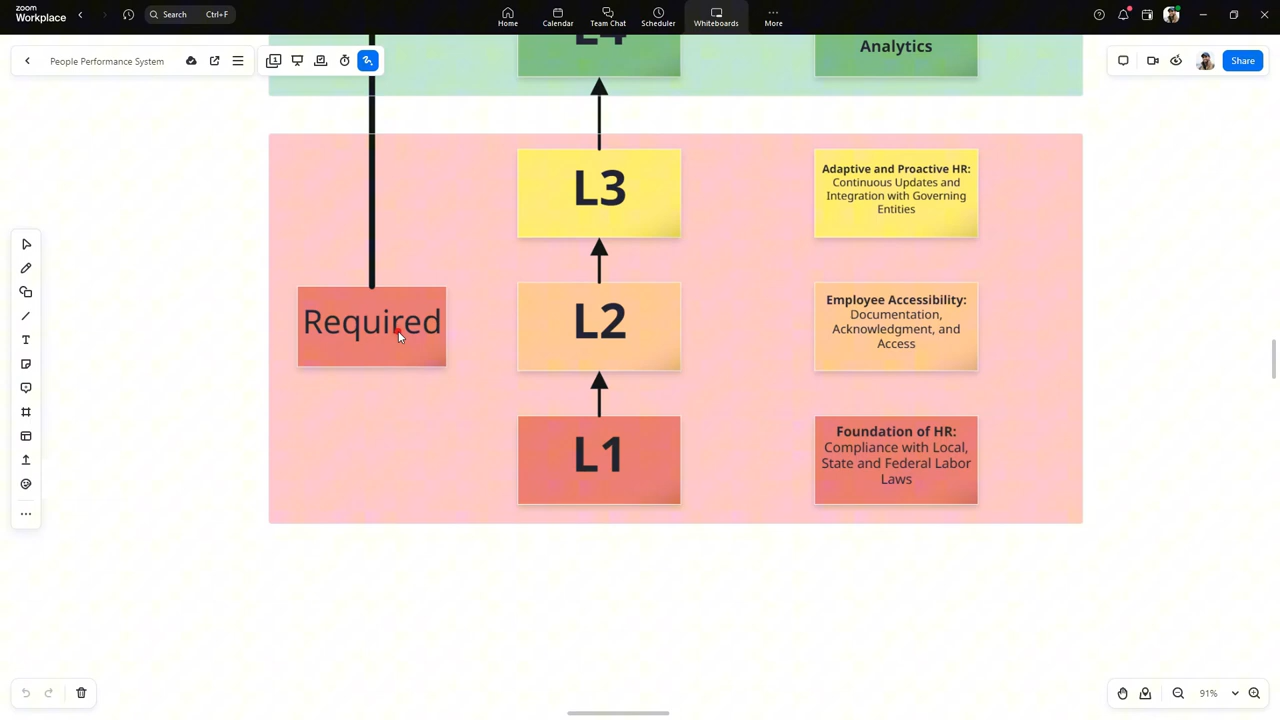 zoom
Workplace
Search Ctrl+F
Home
Calendar
Team Chat
Scheduler
Whiteboards
More
People Performance System
Share
L4
Analytics
L3
Adaptive and Proactive HR:
Continuous Updates and
Integration with Governing
Entities
Required
L2
Employee Accessibility:
Documentation,
Acknowledgment, and
Access
L1
Foundation of HR:
Compliance with Local,
State and Federal Labor
Laws
91%